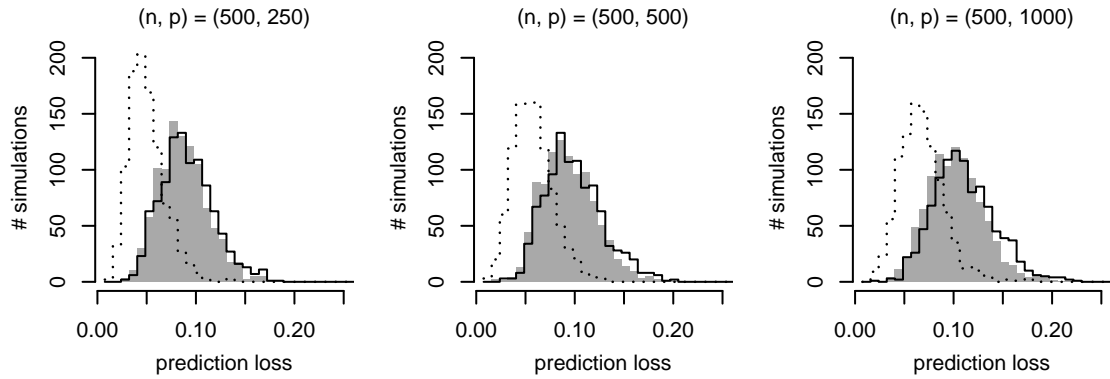 (n, p) = (500, 250)
# simulations
200
150
100
50
0
0.00 0.10 0.20
prediction loss
(n, p) = (500, 500)
# simulations
200
150
100
50
0
0.00 0.10 0.20
prediction loss
(n, p) = (500, 1000)
# simulations
200
150
100
50
0
0.00 0.10 0.20
prediction loss